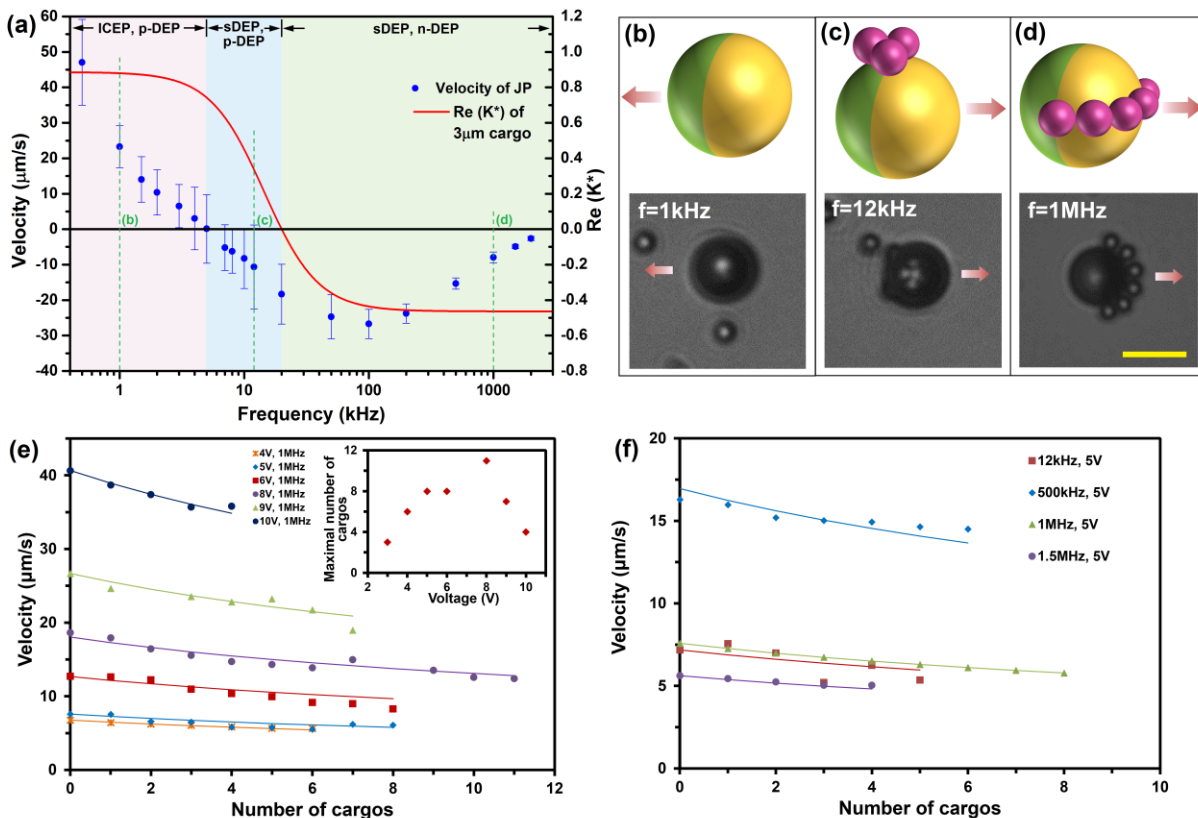 (a)
ICEP, p-DEP
sDEP,
p-DEP
sDEP, n-DEP
Velocity of JP
Re (K*) of
3µm cargo
(b)
(c)
(d)
60
50
40
30
20
10
0
-10
-20
-30
-40
Velocity (µm/s)
1.2
1.0
0.8
0.6
0.4
0.2
0.0
-0.2
-0.4
-0.6
-0.8
Re (K*)
1
10
100
1000
Frequency (kHz)
(b)
(c)
(d)
f=1kHz
f=12kHz
f=1MHz
(e)
45
40
30
20
10
0
Velocity (µm/s)
0 2 4 6 8 10 12
Number of cargos
4V, 1MHz
5V, 1MHz
6V, 1MHz
8V, 1MHz
9V, 1MHz
10V, 1MHz
12
10
8
6
4
2
0
Maximal number of
cargos
2 4 6 8 10
Voltage (V)
(f)
20
15
10
5
0
Velocity (µm/s)
0 2 4 6 8 10
Number of cargos
12kHz, 5V
500kHz, 5V
1MHz, 5V
1.5MHz, 5V